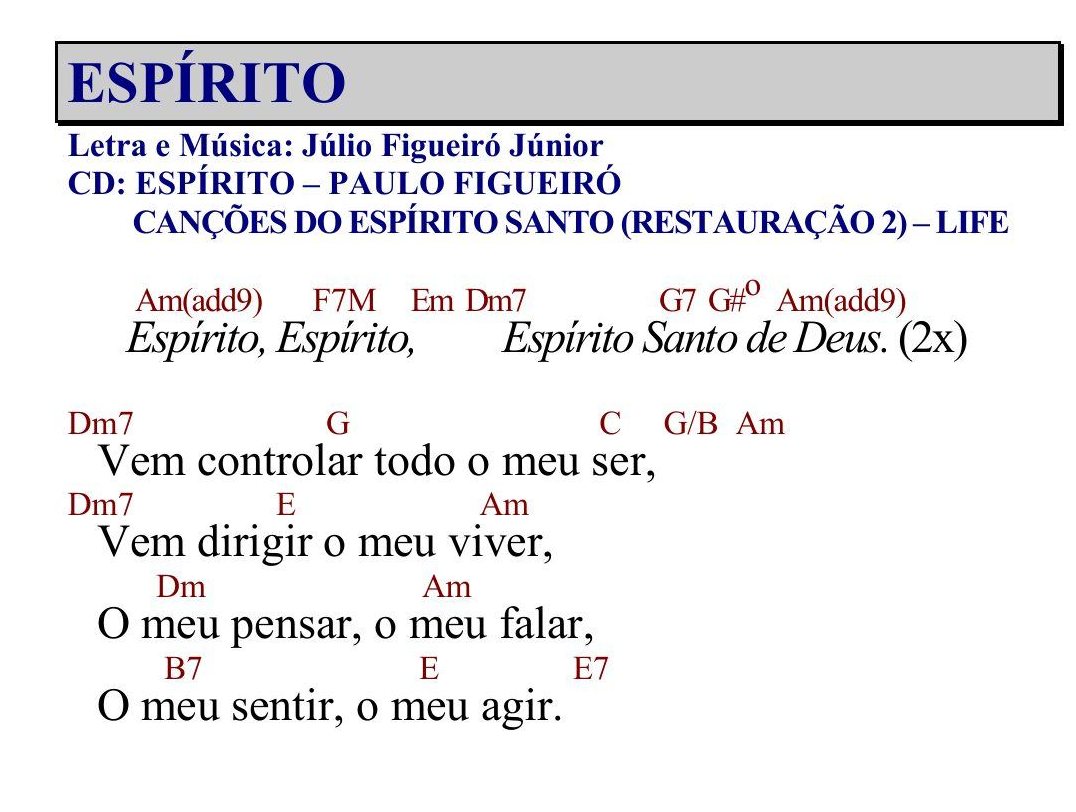 ESPÍRITO
Letra e Música: Júlio Figueiró Júnior
CD: ESPÍRITO – PAULO FIGUEIRÓ
CANÇÕES DO ESPÍRITO SANTO (RESTAURAÇÃO 2) – LIFE
Am(add9) F7M Em Dm7 G7 G#º Am(add9)
Espírito, Espírito, Espírito Santo de Deus. (2x)
Dm7 G C G/B Am
Vem controlar todo o meu ser,
Dm7 E Am
Vem dirigir o meu viver,
Dm Am
O meu pensar, o meu falar,
B7 E E7
O meu sentir, o meu agir.